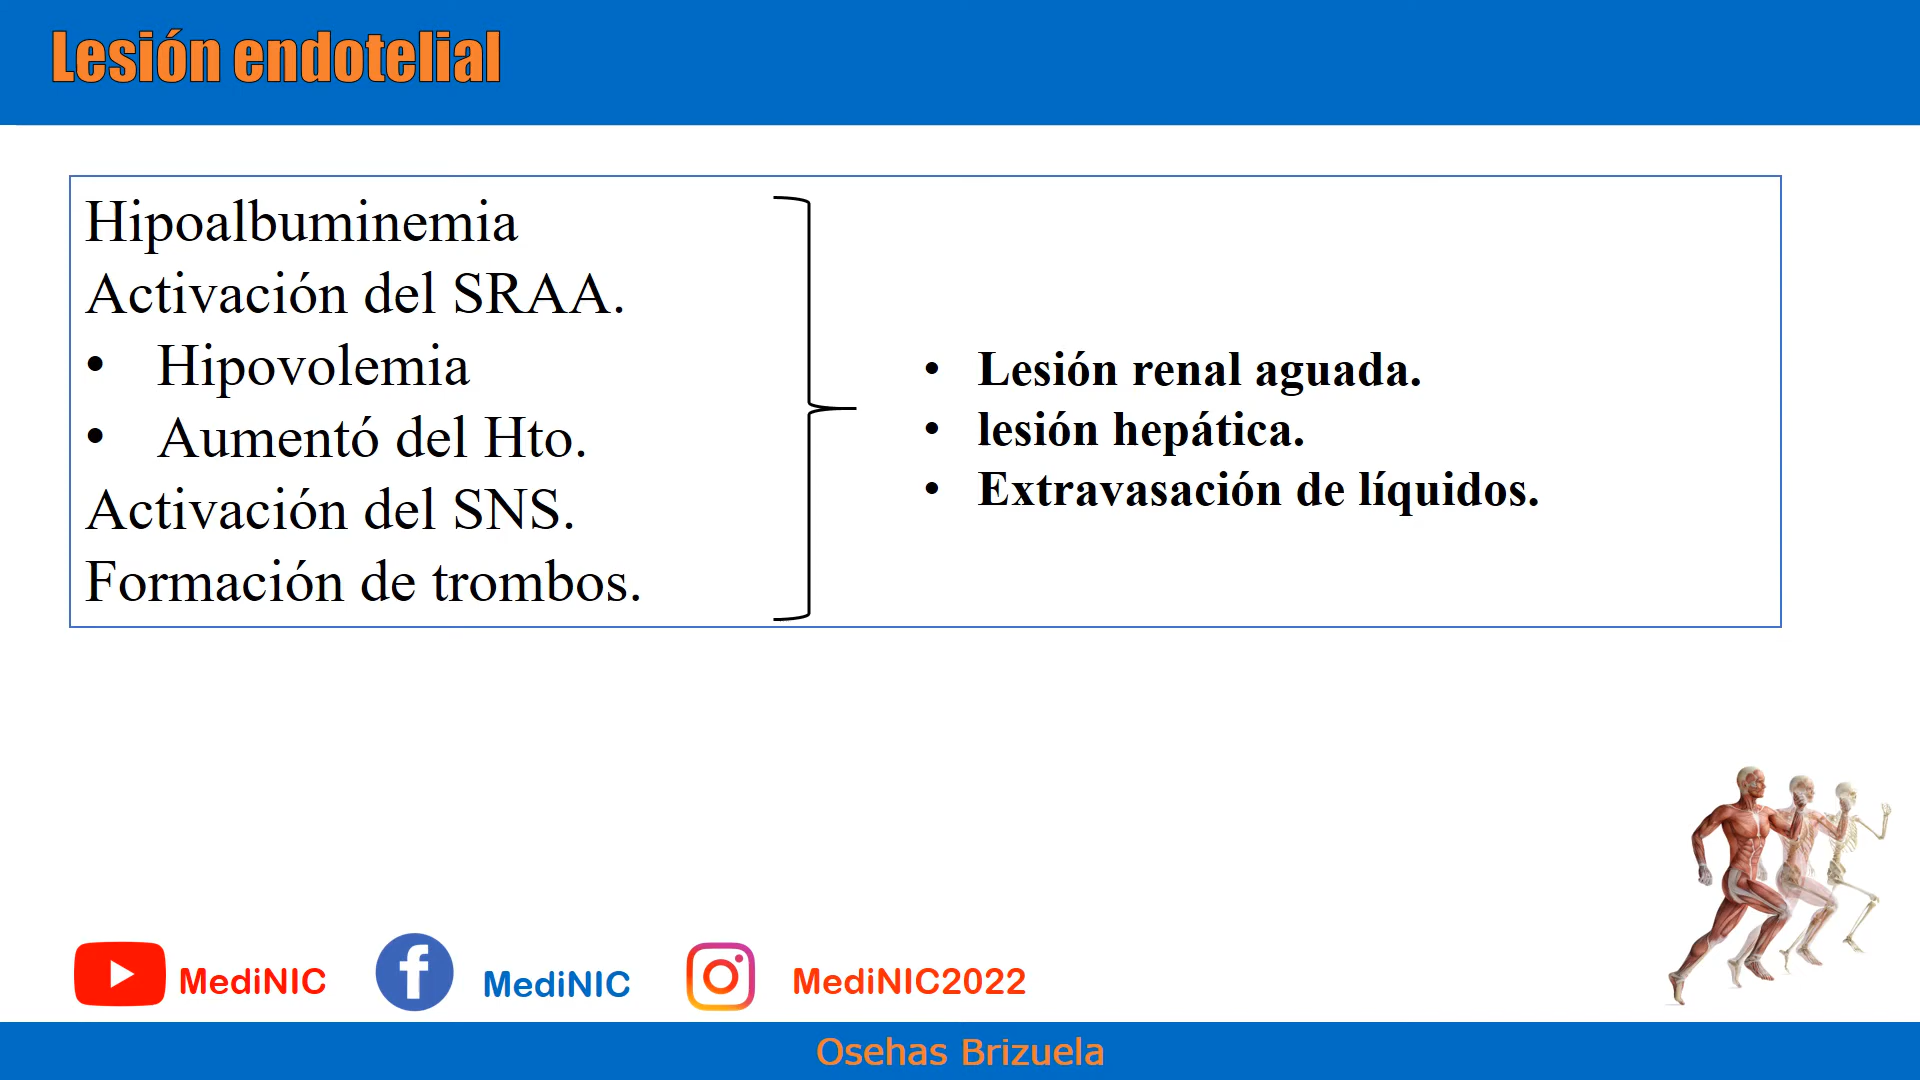 Lesión endotelial
Hipoalbuminemia
Activación del SRAA.
• Hipovolemia
• Aumentó del Hto.
Activación del SNS.
Formación de trombos.
• Lesión renal aguada.
• lesión hepática.
• Extravasación de líquidos.
MediNIC
MediNIC
MediNIC2022
Osehas Brizuela